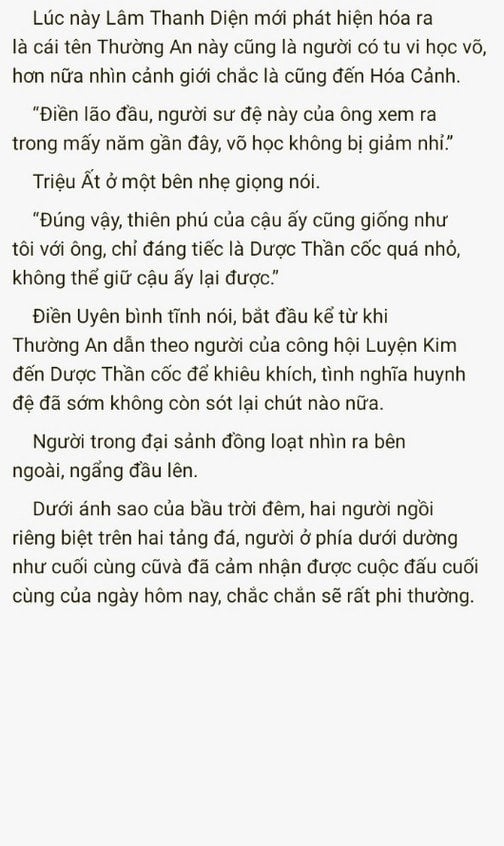 Lúc này Lâm Thanh Diện mới phát hiện hóa ra
là cái tên Thường An này cũng là người có tu vi học võ,
hơn nữa nhìn cảnh giới chắc là cũng đến Hóa Cảnh.
“Điền lão đầu, người sư đệ này của ông xem ra
trong mấy năm gần đây, võ học không bị giảm nhỉ.”
Triệu Ất ở một bên nhẹ giọng nói.
“Đúng vậy, thiên phú của cậu ấy cũng giống như
tôi với ông, chỉ đáng tiếc là Dược Thần cốc quá nhỏ,
không thể giữ cậu ấy lại được.”
Điền Uyên bình tĩnh nói, bắt đầu kể từ khi
Thường An dẫn theo người của công hội Luyện Kim
đến Dược Thần cốc để khiêu khích, tình nghĩa huynh
đệ đã sớm không còn sót lại chút nào nữa.
Người trong đại sảnh đồng loạt nhìn ra bên
ngoài, ngẩng đầu lên.
Dưới ánh sao của bầu trời đêm, hai người ngồi
riêng biệt trên hai tảng đá, người ở phía dưới dường
như cuối cùng cũvà đã cảm nhận được cuộc đấu cuối
cùng của ngày hôm nay, chắc chắn sẽ rất phi thường.